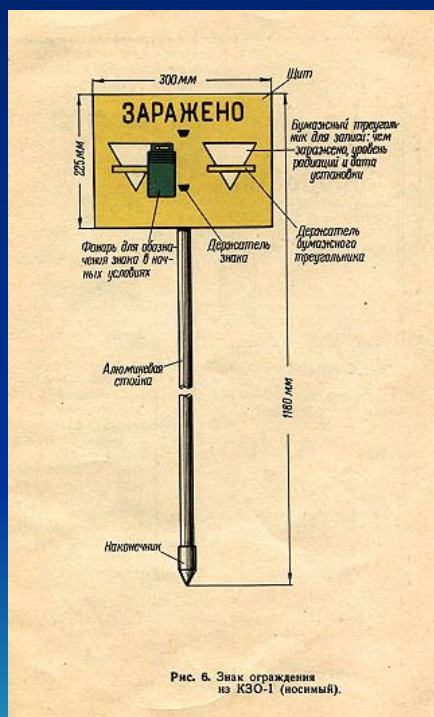 300 мм
Щит
ЗАРАЖЕНО
225 мм
Бумажный треуголь-
ник для записи: чем
заражено, уровень
радиаций и дата
установки
Фонарь для обозна-
чения знака в ноч-
ных условиях
Держатель
знака
Держатель
бумажного
треугольника
Алюминевая
стойка
1180 мм
Наконечник
Рис. 6. Знак ограждения
из КЗО-1 (носимый).